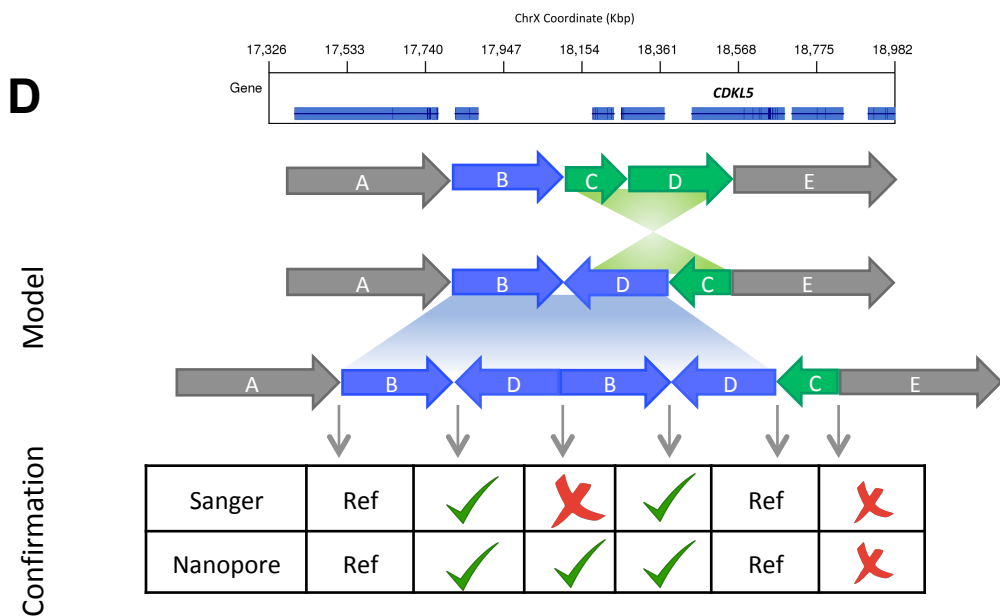 ChrX Coordinate (Kbp)
17,326 17,533 17,740 17,947 18,154 18,361 18,568 18,775 18,982
D
Gene
CDKL5
A B C D E
Model
A B D C E
A B D B D C E
Confirmation
Sanger Ref Ref
Nanopore Ref Ref